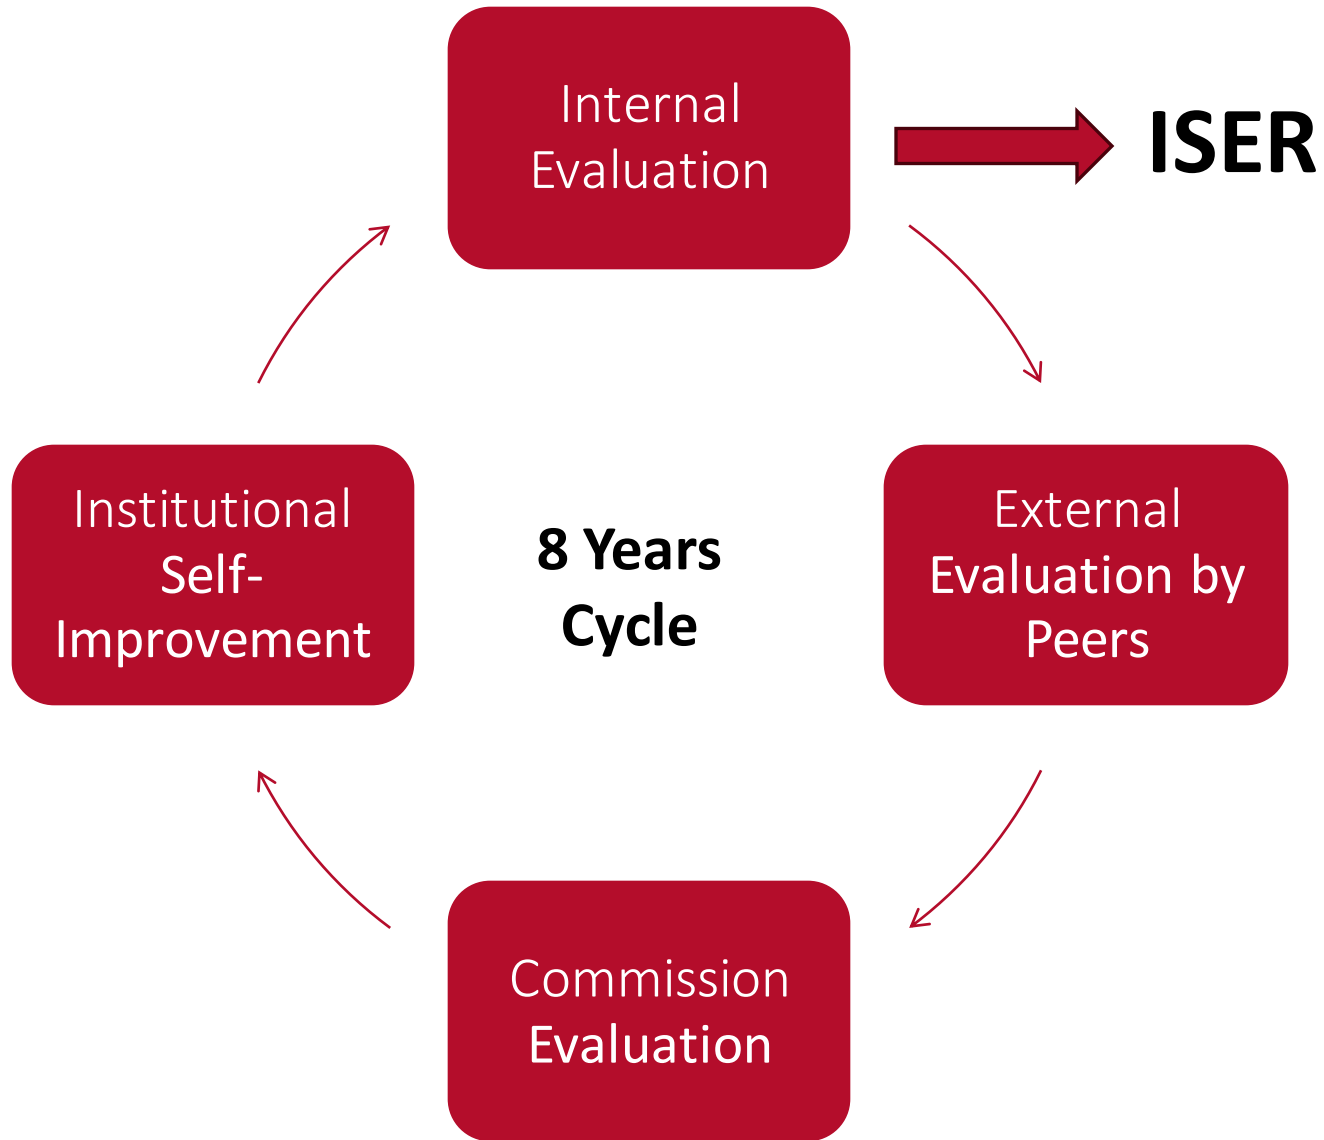 Internal
Evaluation
ISER
Institutional
Self-
Improvement
8 Years
Cycle
External
Evaluation by
Peers
Commission
Evaluation